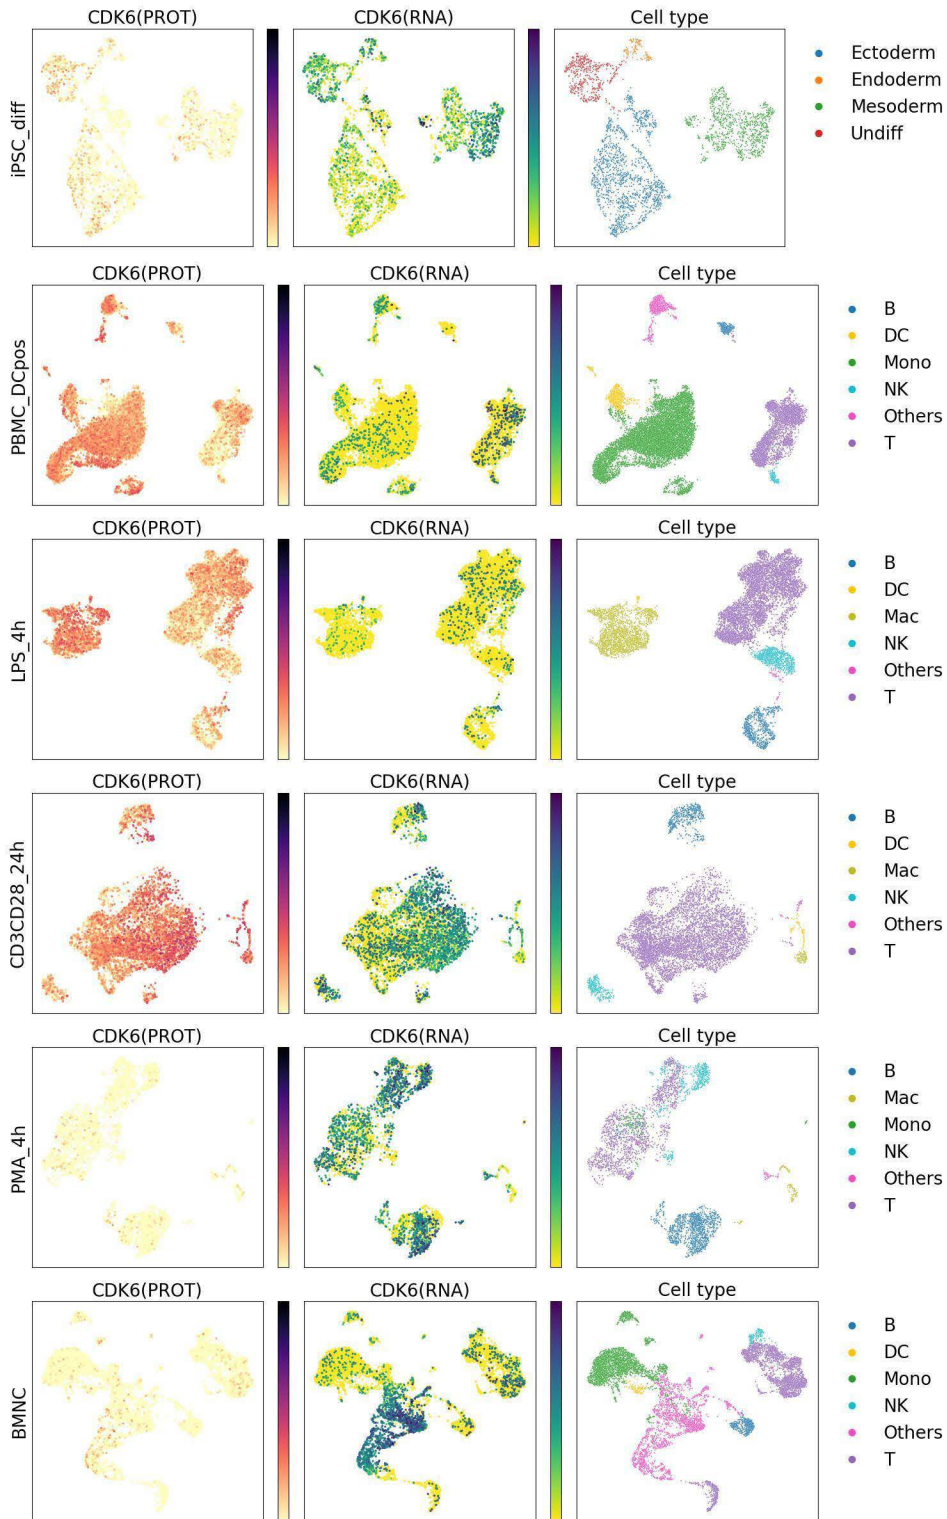 CDK6(PROT) CDK6(RNA) Cell type
iPSC_diff
Ectoderm
Endoderm
Mesoderm
Undiff
CDK6(PROT) CDK6(RNA) Cell type
PBMC_DCpos
B
DC
Mono
NK
Others
T
CDK6(PROT) CDK6(RNA) Cell type
LPS_4h
B
DC
Mac
NK
Others
T
CDK6(PROT) CDK6(RNA) Cell type
CD3CD28_24h
B
DC
Mac
NK
Others
T
CDK6(PROT) CDK6(RNA) Cell type
PMA_4h
B
Mac
Mono
NK
Others
T
CDK6(PROT) CDK6(RNA) Cell type
BMNC
B
DC
Mono
NK
Others
T